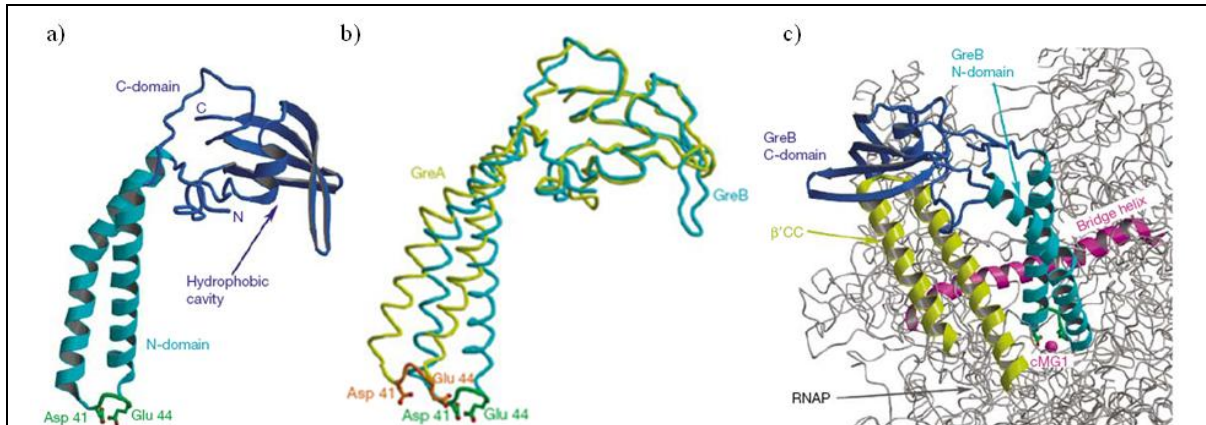 a)
C-domain
C
N
Hydrophobic
cavity
N-domain
Asp 41
Glu 44
b)
GreA
GreB
Asp 41
Glu 44
Asp 41
Glu 44
c)
GreB
N-domain
GreB
C-domain
Bridge helix
β'CC
cMG1
RNAP